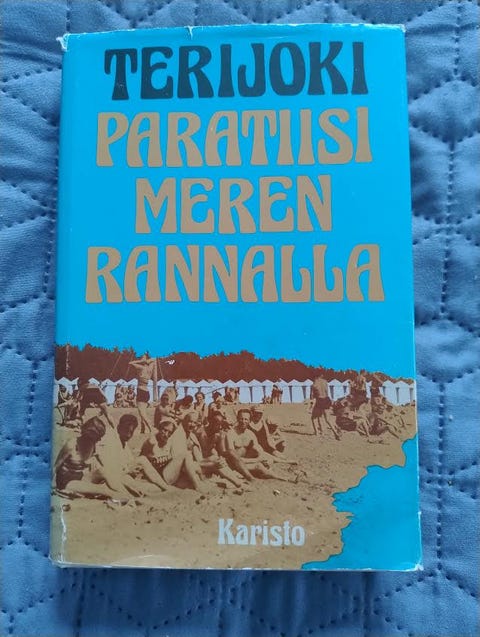 TERIJOKI
PARATIISI
MEREN
RANNALLA
Karisto